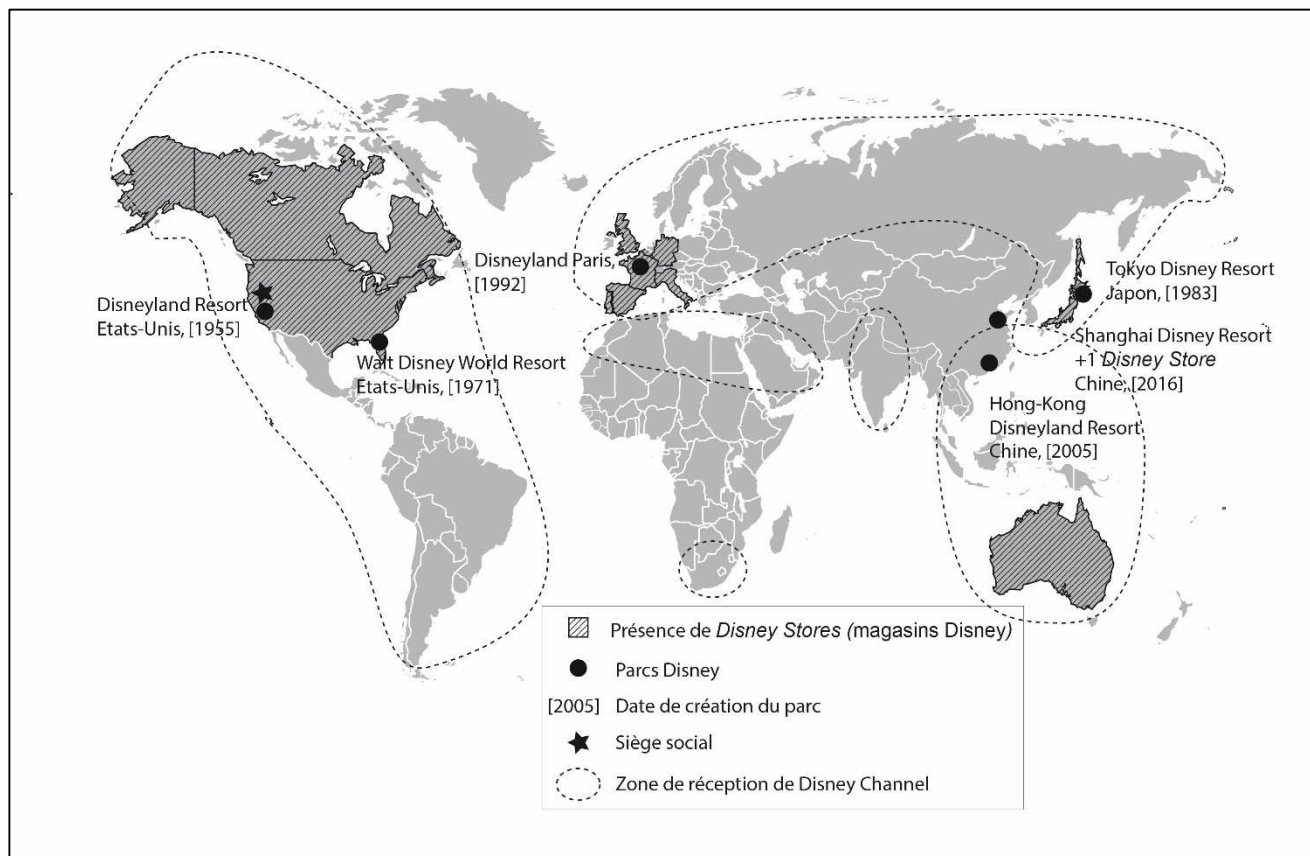 Disneyland Paris,
[1992]
Disneyland Resort
Etats-Unis, [1955]
Walt Disney World Resort
Etats-Unis, [1971]
Tokyo Disney Resort
Japon, [1983]
Shanghai Disney Resort
+1 Disney Store
Chine, [2016]
Hong-Kong
Disneyland Resort
Chine, [2005]
Présence de Disney Stores (magasins Disney)
Parcs Disney
[2005] Date de création du parc
Siège social
Zone de réception de Disney Channel